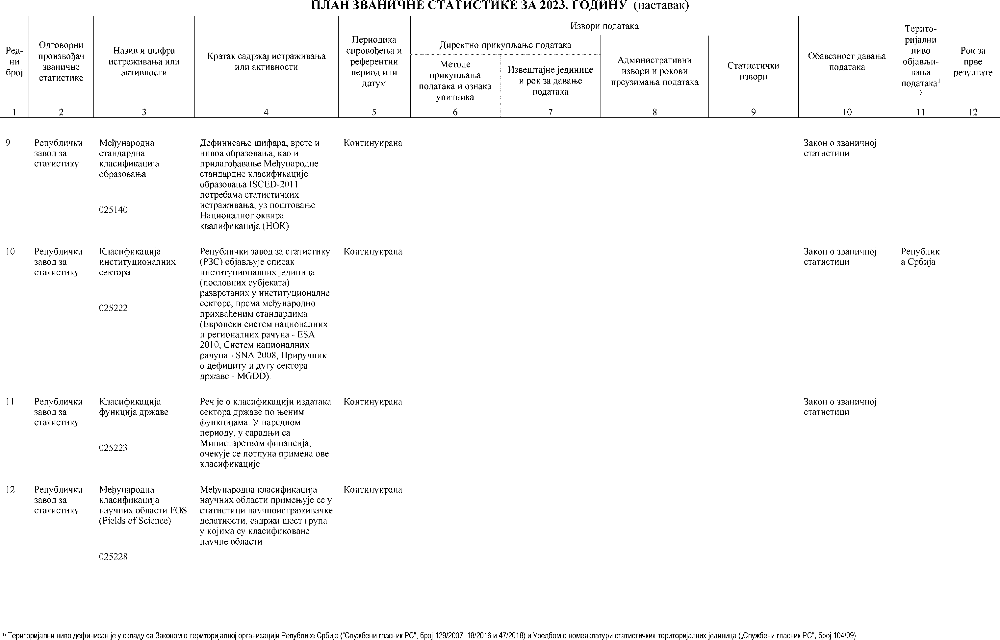 ПЛАН ЗВАНИЧНЕ СТАТИСТИКЕ ЗА 2023. ГОДИНУ (наставак)
Ред-
ни
број
Одговорни
произвођач
званичне
статистике
Назив и шифра
истраживања или
активности
Кратак садржај истраживања
или активности
Периодика
спровођења и
референтни
период или
датум
Извори података
Директно прикупљање података
Методе
прикупљања
података и ознака
упитника
Извештајне јединице
и рок за давање
података
Административни
извори и рокови
преузимања података
Статистички
извори
Обавезност давања
података
Терито-
ријални
ниво
објављи-
вања
података¹
)
Рок за
прве
резултате
1 2 3 4 5 6 7 8 9 10 11 12
9
Републички
завод за
статистику
Међународна
стандардна
класификација
образовања
025140
Дефинисање шифара, врсте и
нивоа образовања, као и
прилагођавање Међународне
стандардне класификације
образовања ISCED-2011
потребама статистичких
истраживања, уз поштовање
Националног оквира
квалификација (НОК)
Континуирана
Закон о званичној
статистици
10
Републички
завод за
статистику
Класификација
институционалних
сектора
025222
Републички завод за статистику
(РЗС) објављује списак
институционалних јединица
(пословних субјеката)
разврстаних у институционалне
секторе, према међународно
прихваћеним стандардима
(Европски систем националних
и регионалних рачуна - ESA
2010, Систем националних
рачуна - SNA 2008, Приручник
о дефициту и дугу сектора
државе - MGDD).
Континуирана
Закон о званичној
статистици
Републик
а Србија
11
Републички
завод за
статистику
Класификација
функција државе
025223
Реч је о класификацији издатака
сектора државе по њеним
функцијама. У наредном
периоду, у сарадњи са
Министарством финансија,
очекује се потпуна примена ове
класификације
Континуирана
Закон о званичној
статистици
12
Републички
завод за
статистику
Међународна
класификација
научних области FOS
(Fields of Science)
025228
Међународна класификација
научних области примењује се у
статистици научноистраживачке
делатности, садржи шест група
у којима су класификоване
научне области
Континуирана
¹⁾ Територијални ниво дефинисан је у складу са Законом о територијалној организацији Републике Србије ("Службени гласник РС", број 129/2007, 18/2016 и 47/2018) и Уредбом о номенклатури статистичких територијалних јединица („Службени гласник РС", број 104/09).